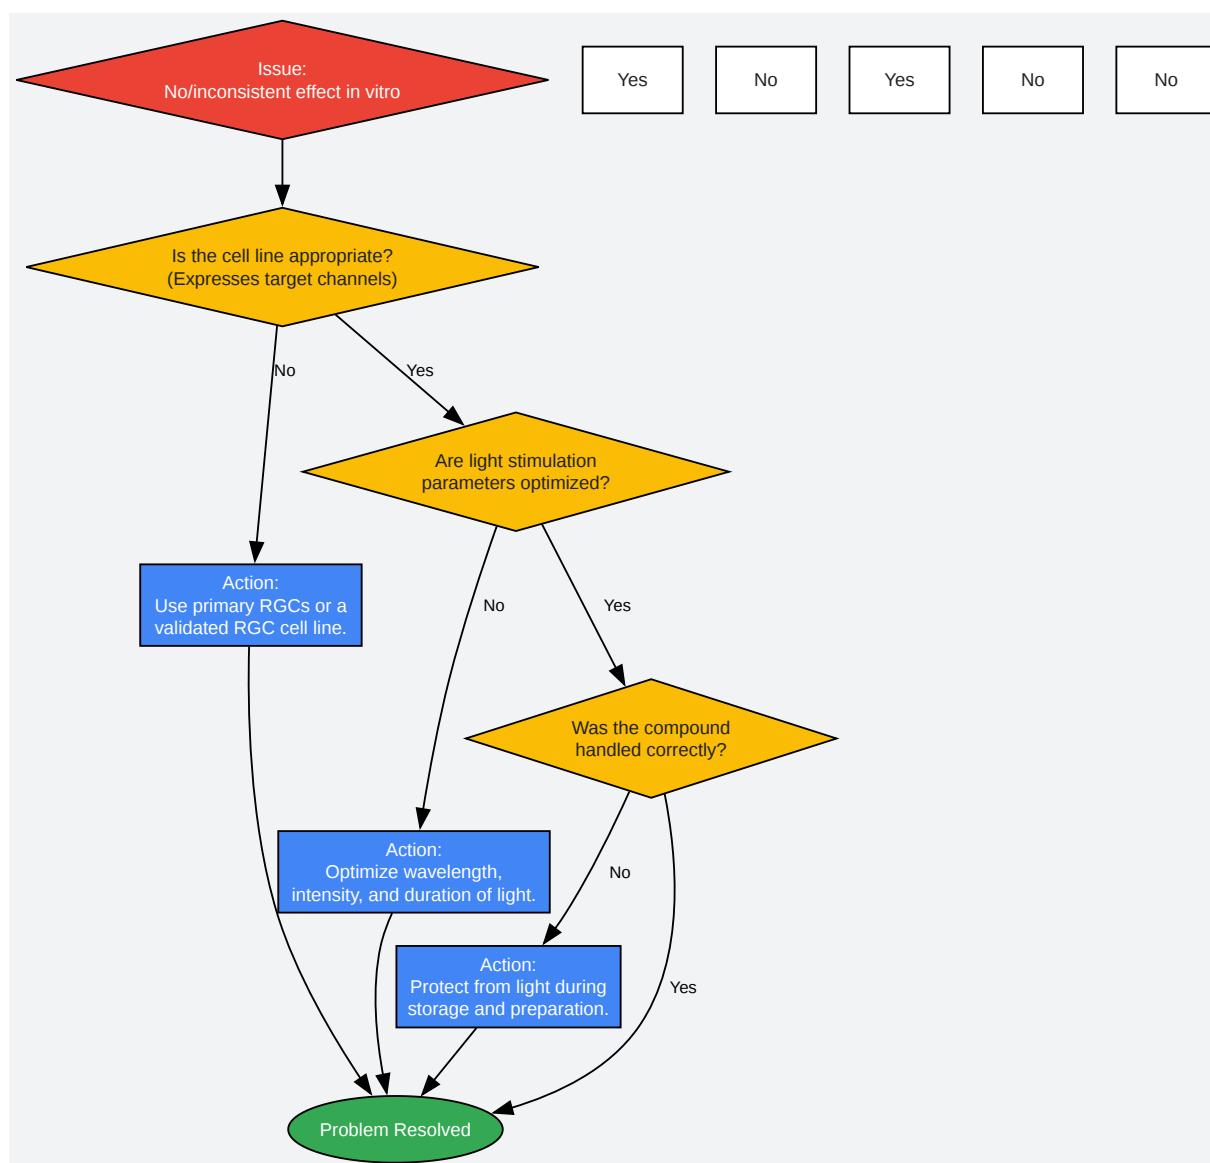 Issue:
No/inconsistent effect in vitro
Yes
No
Yes
No
No
Is the cell line appropriate?
(Expresses target channels)
No
Yes
Are light stimulation
parameters optimized?
Action:
Use primary RGCs or a
validated RGC cell line.
No
Yes
Was the compound
handled correctly?
Action:
Optimize wavelength,
intensity, and duration of light.
No
Action:
Protect from light during
storage and preparation.
Yes
Problem Resolved